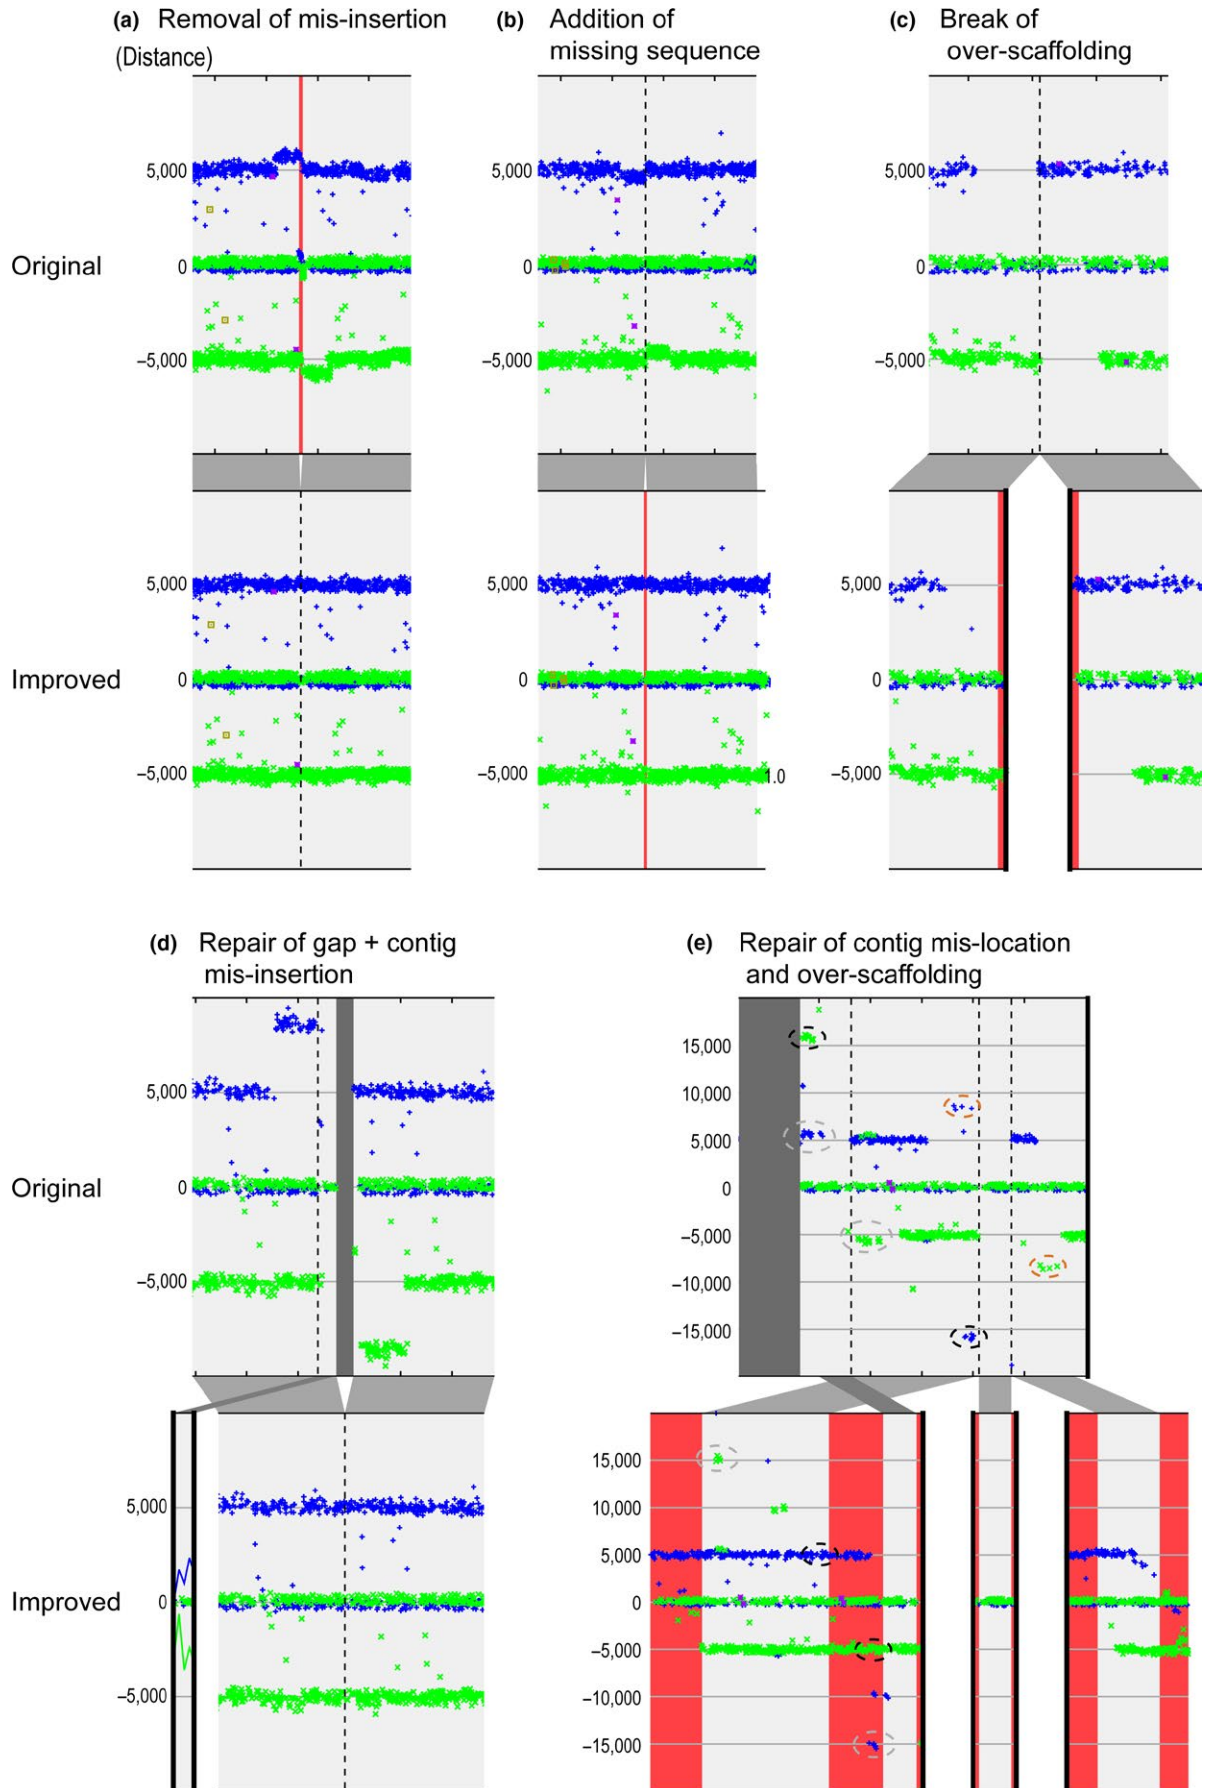 (a) Removal of mis-insertion
(Distance)
(b) Addition of
missing sequence
(c) Break of
over-scaffolding
Original
5,000
0
−5,000
5,000
0
−5,000
5,000
0
−5,000
Improved
5,000
0
−5,000
5,000
0
−5,000
1.0
5,000
0
−5,000
(d) Repair of gap + contig
mis-insertion
(e) Repair of contig mis-location
and over-scaffolding
Original
5,000
0
−5,000
15,000
10,000
5,000
0
−5,000
−10,000
−15,000
Improved
5,000
0
−5,000
15,000
10,000
5,000
0
−5,000
−10,000
−15,000